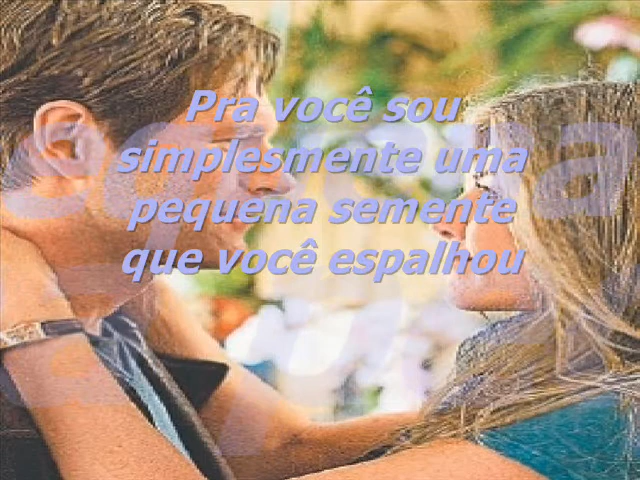 Pra você sou
simplesmente uma
pequena semente
que você espalhou